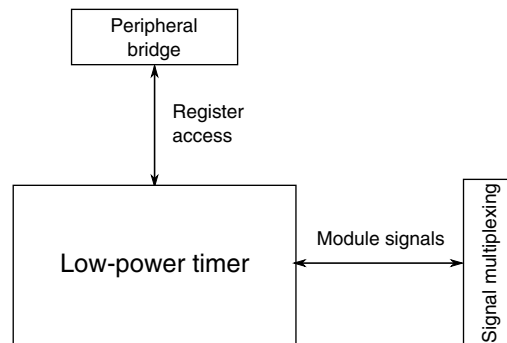 Peripheral
bridge
Register
access
Low-power timer
Module signals
Signal multiplexing